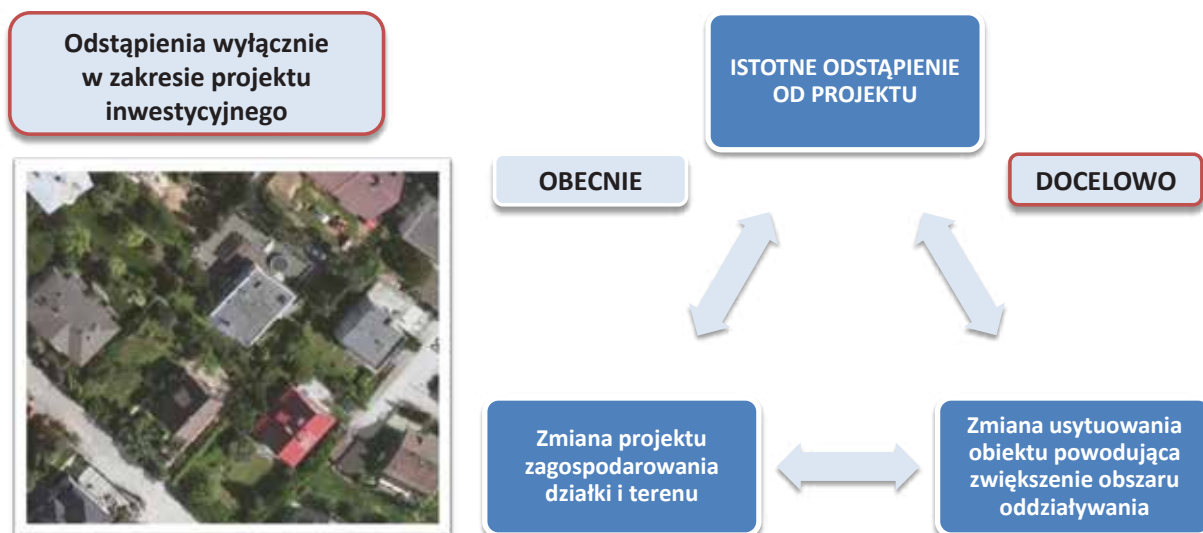 Odstąpienia wyłącznie
w zakresie projektu
inwestycyjnego
ISTOTNE ODSTĄPIENIE
OD PROJEKTU
OBECNIE
DOCELOWO
Zmiana projektu
zagospodarowania
działki i terenu
Zmiana usytuowania
obiektu powodująca
zwiększenie obszaru
oddziaływania